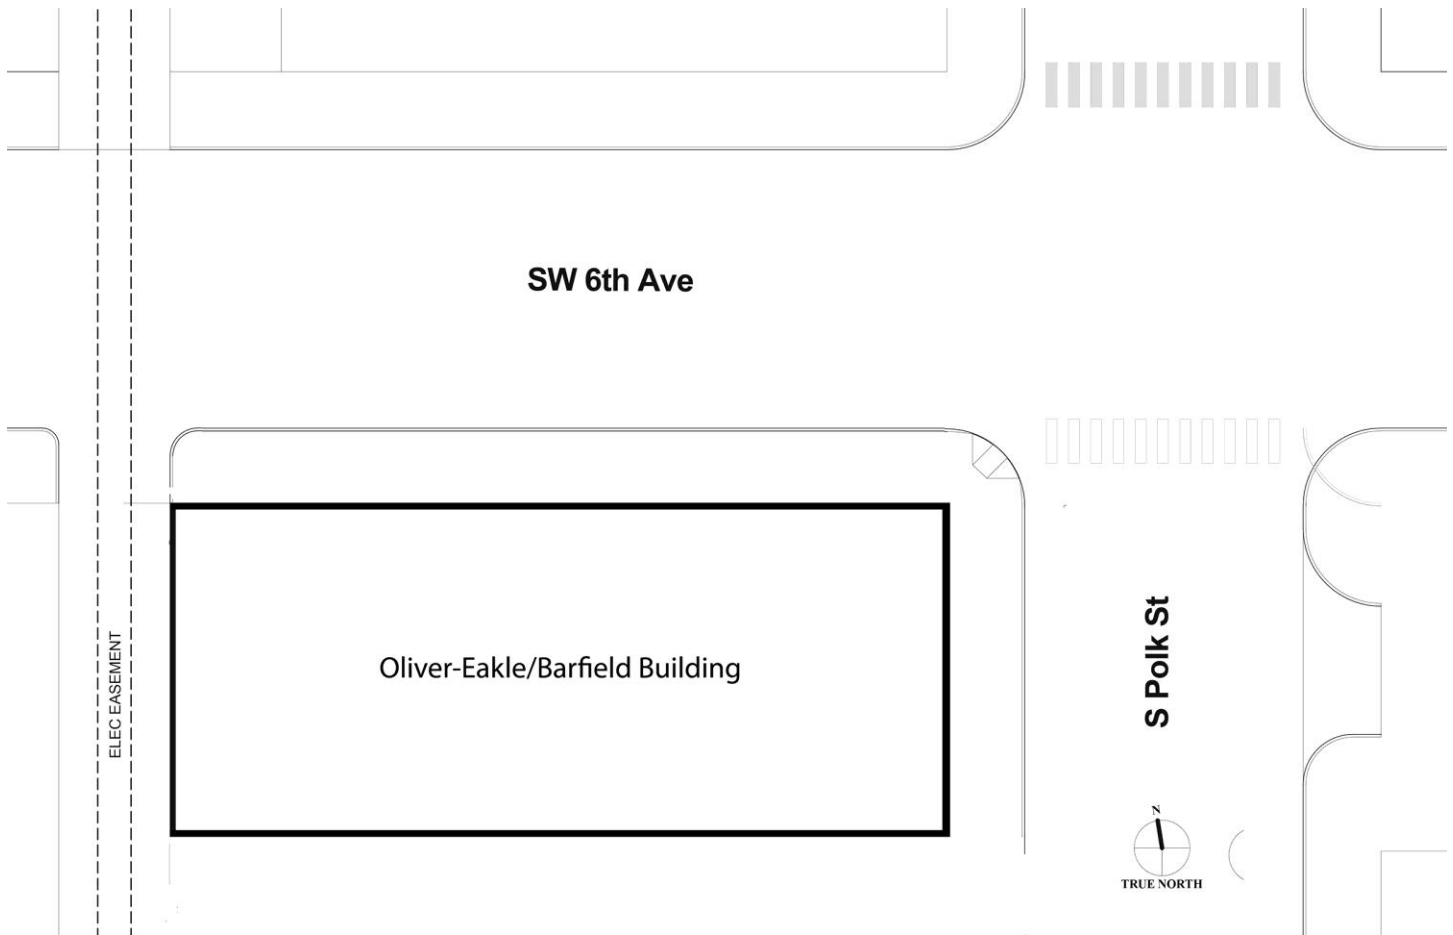 SW 6th Ave
Oliver-Eakle/Barfield Building
ELEC EASEMENT
S Polk St
N
TRUE NORTH